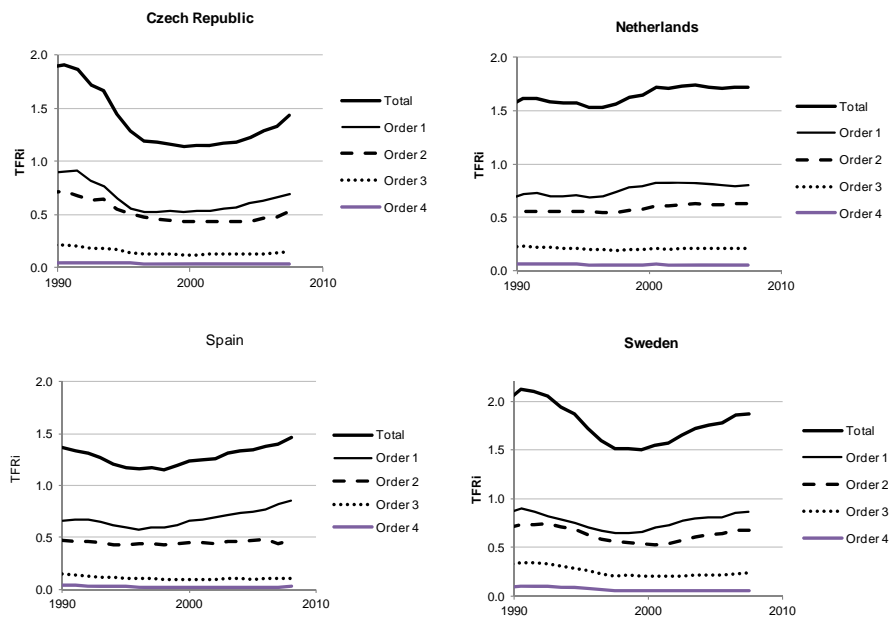 Czech Republic
2.0
1.5
1.0
0.5
0.0
TFRi
1990
2000
2010
Total
Order 1
Order 2
Order 3
Order 4
Netherlands
2.0
1.5
1.0
0.5
0.0
TFRi
1990
2000
2010
Total
Order 1
Order 2
Order 3
Order 4
Spain
2.0
1.5
1.0
0.5
0.0
TFRi
1990
2000
2010
Total
Order 1
Order 2
Order 3
Order 4
Sweden
2.0
1.5
1.0
0.5
0.0
TFRi
1990
2000
2010
Total
Order 1
Order 2
Order 3
Order 4